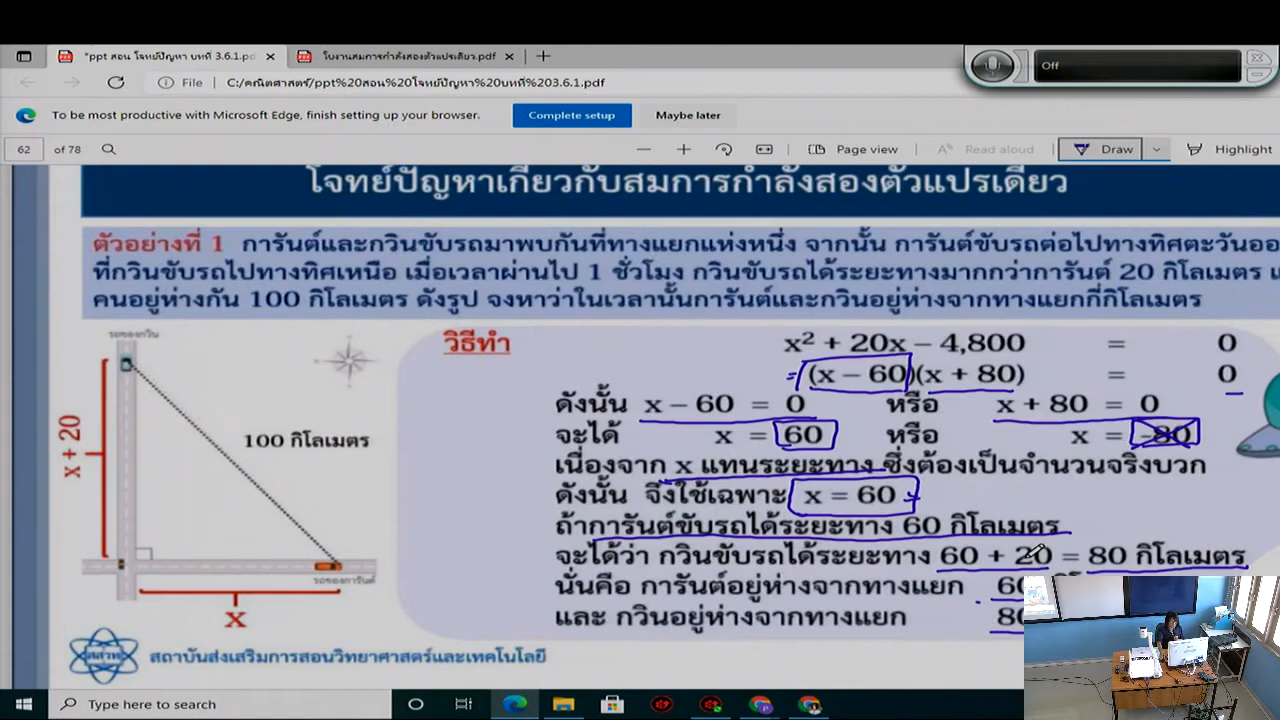 *ppt สอน โจทย์ปัญหา บทที่ 3.6.1.pd
ใบงานสมการกำลังสองตัวแปรเดียว.pdf
Off
File
C:/คณิตศาสตร์/ppt%20สอน%20โจทย์ปัญหา%20บทที่%203.6.1.pdf
To be most productive with Microsoft Edge, finish setting up your browser.
Complete setup
Maybe later
62 of 78
Page view
Read aloud
Draw
Highlight
โจทย์ปัญหาเกี่ยวกับสมการกำลังสองตัวแปรเดียว
ตัวอย่างที่ 1 การันต์และกวินขับรถมาพบกันที่ทางแยกแห่งหนึ่ง จากนั้น การันต์ขับรถต่อไปทางทิศตะวันออ
ที่กวินขับรถไปทางทิศเหนือ เมื่อเวลาผ่านไป 1 ชั่วโมง กวินขับรถได้ระยะทางมากกว่าการันต์ 20 กิโลเมตร แ
คนอยู่ห่างกัน 100 กิโลเมตร ดังรูป จงหาว่าในเวลานั้นการันต์และกวินอยู่ห่างจากทางแยกกี่กิโลเมตร
รถของกวิน
x + 20
100 กิโลเมตร
รถของการันต์
x
วิธีทำ
x² + 20x – 4,800 = 0
(x – 60)(x + 80) = 0
ดังนั้น x – 60 = 0 หรือ x + 80 = 0
จะได้ x = 60 หรือ x = -80
เนื่องจาก x แทนระยะทาง ซึ่งต้องเป็นจำนวนจริงบวก
ดังนั้น จึงใช้เฉพาะ x = 60
ถ้าการันต์ขับรถได้ระยะทาง 60 กิโลเมตร
จะได้ว่า กวินขับรถได้ระยะทาง 60 + 20 = 80 กิโลเมตร
นั่นคือ การันต์อยู่ห่างจากทางแยก 60
และ กวินอยู่ห่างจากทางแยก 80
สสวท
สถาบันส่งเสริมการสอนวิทยาศาสตร์และเทคโนโลยี
Type here to search